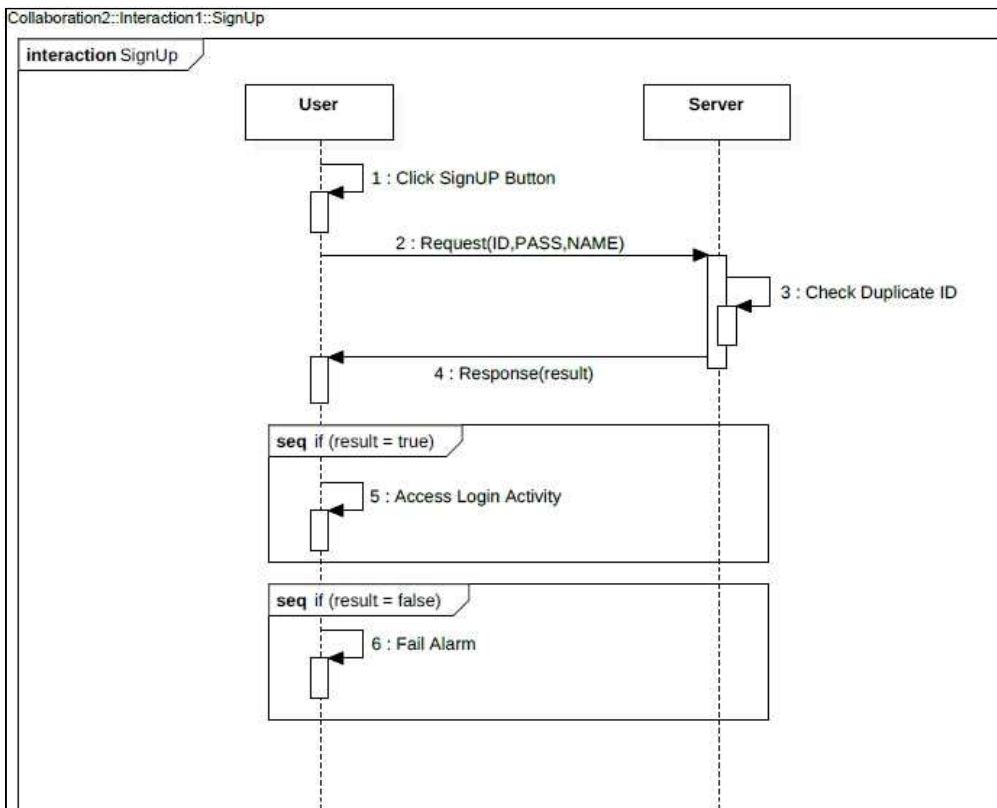 Collaboration2::Interaction1::SignUp
interaction SignUp
User
Server
1 : Click SignUP Button
2 : Request(ID,PASS,NAME)
3 : Check Duplicate ID
4 : Response(result)
seq if (result = true)
5 : Access Login Activity
seq if (result = false)
6 : Fail Alarm